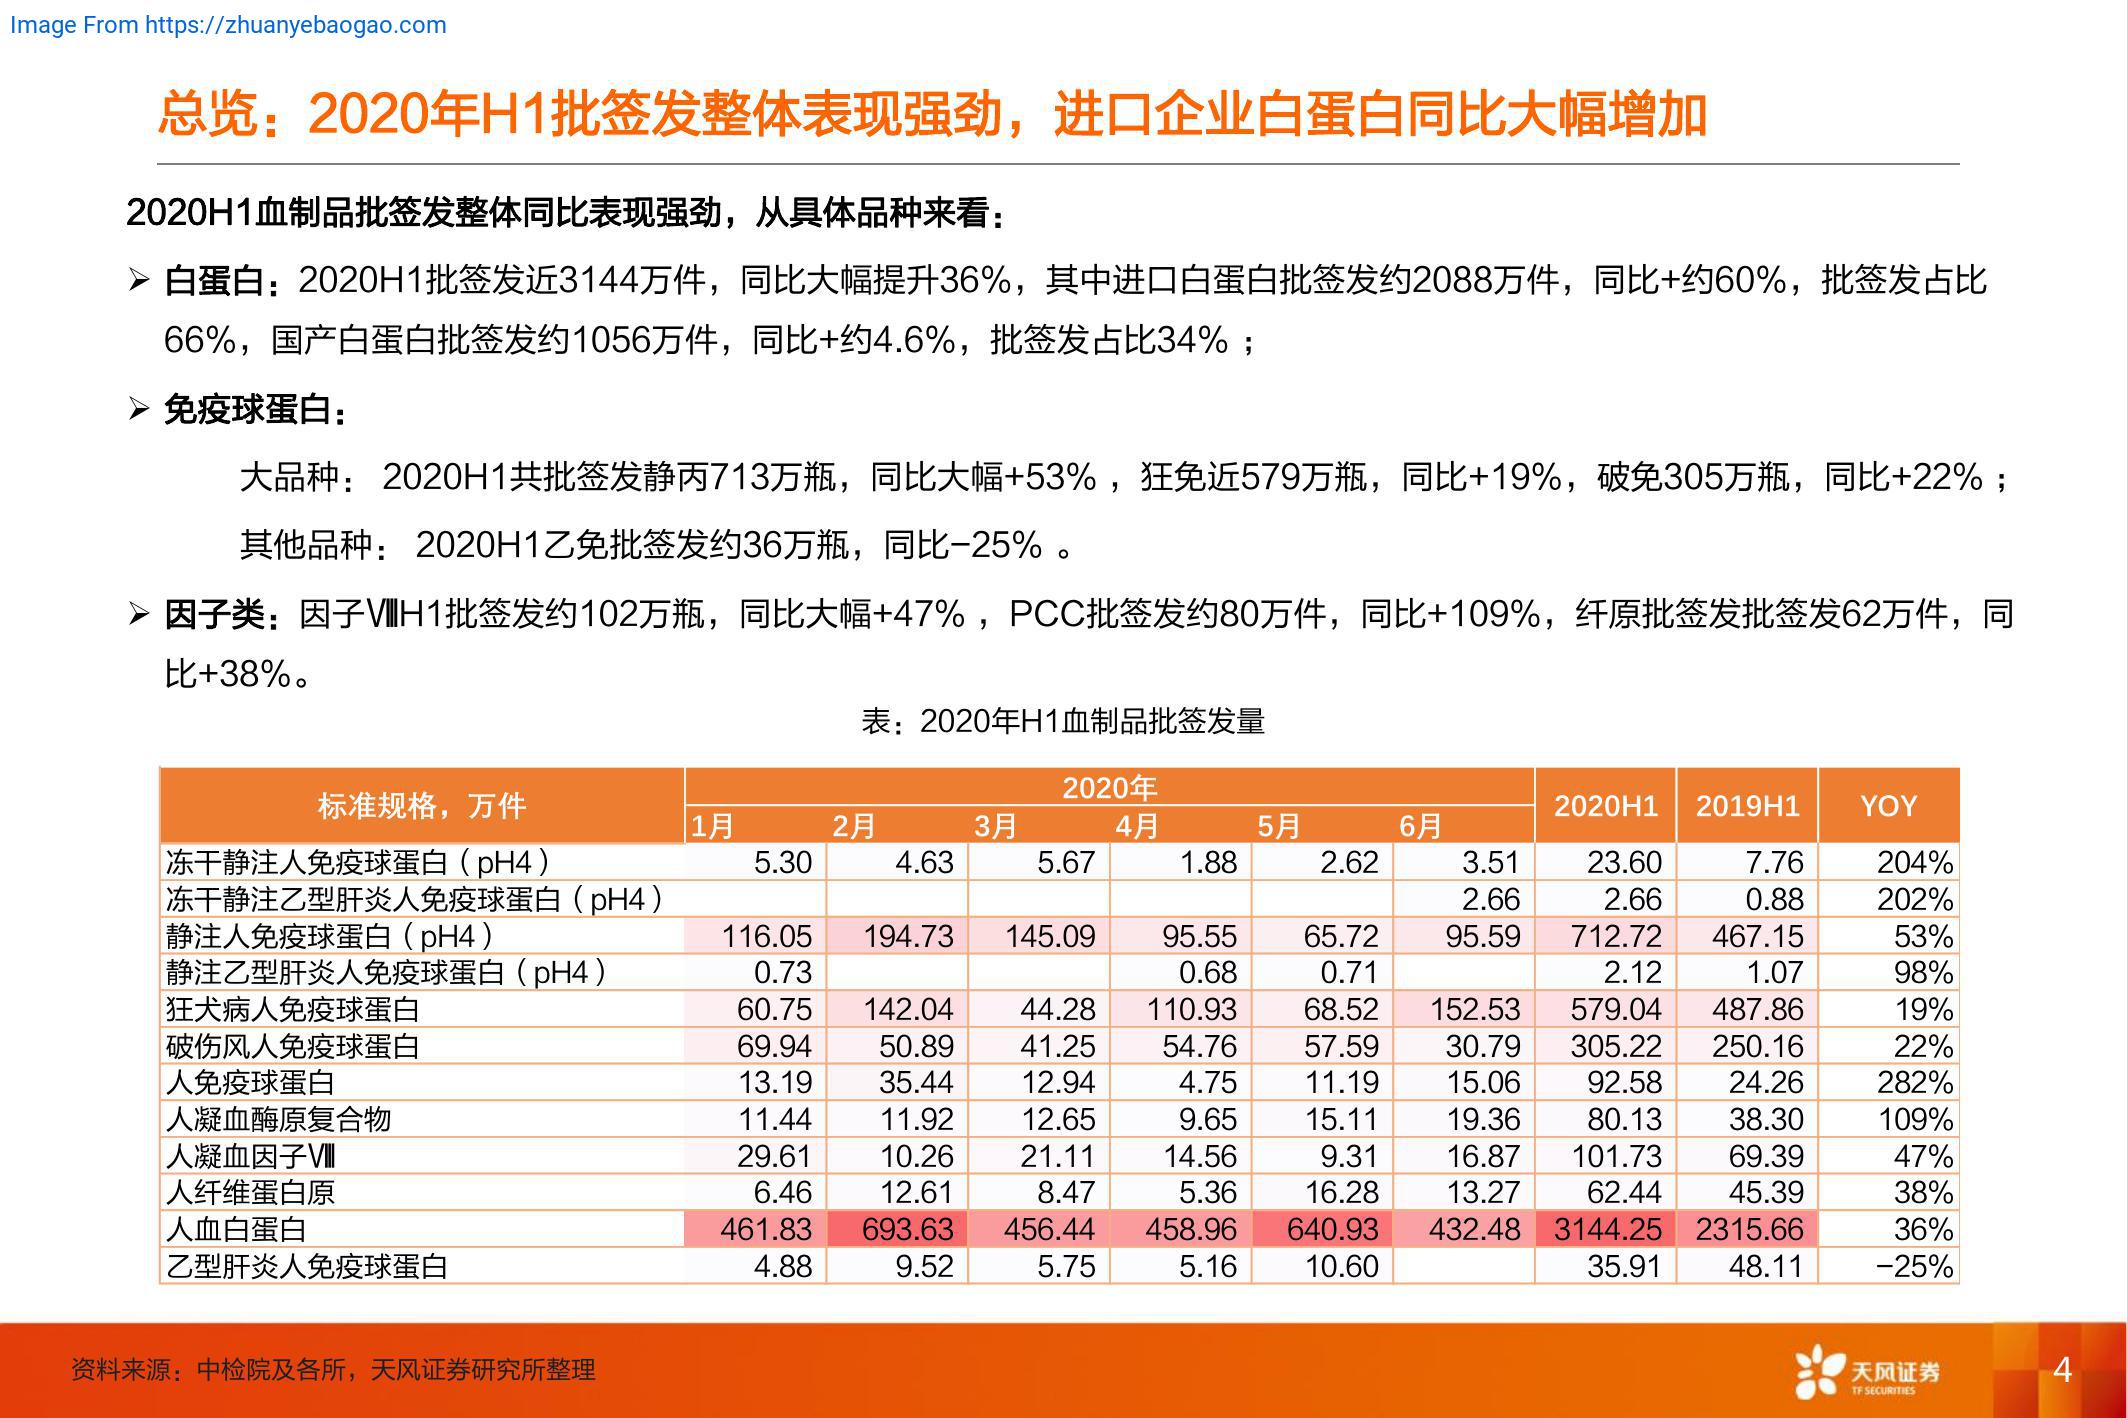 Image From https://zhuanyebaogao.com
总览：2020年H1批签发整体表现强劲，进口企业白蛋白同比大幅增加
2020H1血制品批签发整体同比表现强劲，从具体品种来看：
➢ 白蛋白：2020H1批签发近3144万件，同比大幅提升36%，其中进口白蛋白批签发约2088万件，同比+约60%，批签发占比
66%，国产白蛋白批签发约1056万件，同比+约4.6%，批签发占比34%；
➢ 免疫球蛋白：
大品种： 2020H1共批签发静丙713万瓶，同比大幅+53% ，狂免近579万瓶，同比+19%，破免305万瓶，同比+22%；
其他品种： 2020H1乙免批签发约36万瓶，同比-25% 。
➢ 因子类：因子ⅧH1批签发约102万瓶，同比大幅+47% ，PCC批签发约80万件，同比+109%，纤原批签发批签发62万件，同
比+38%。
表：2020年H1血制品批签发量
标准规格，万件 2020年 2020H1 2019H1 YOY
1月 2月 3月 4月 5月 6月
冻干静注人免疫球蛋白（pH4） 5.30 4.63 5.67 1.88 2.62 3.51 23.60 7.76 204%
冻干静注乙型肝炎人免疫球蛋白（pH4） 2.66 2.66 0.88 202%
静注人免疫球蛋白（pH4） 116.05 194.73 145.09 95.55 65.72 95.59 712.72 467.15 53%
静注乙型肝炎人免疫球蛋白（pH4） 0.73 0.68 0.71 2.12 1.07 98%
狂犬病人免疫球蛋白 60.75 142.04 44.28 110.93 68.52 152.53 579.04 487.86 19%
破伤风人免疫球蛋白 69.94 50.89 41.25 54.76 57.59 30.79 305.22 250.16 22%
人免疫球蛋白 13.19 35.44 12.94 4.75 11.19 15.06 92.58 24.26 282%
人凝血酶原复合物 11.44 11.92 12.65 9.65 15.11 19.36 80.13 38.30 109%
人凝血因子Ⅷ 29.61 10.26 21.11 14.56 9.31 16.87 101.73 69.39 47%
人纤维蛋白原 6.46 12.61 8.47 5.36 16.28 13.27 62.44 45.39 38%
人血白蛋白 461.83 693.63 456.44 458.96 640.93 432.48 3144.25 2315.66 36%
乙型肝炎人免疫球蛋白 4.88 9.52 5.75 5.16 10.60 35.91 48.11 -25%
资料来源：中检院及各所，天风证券研究所整理
天风证券
TF SECURITIES
4